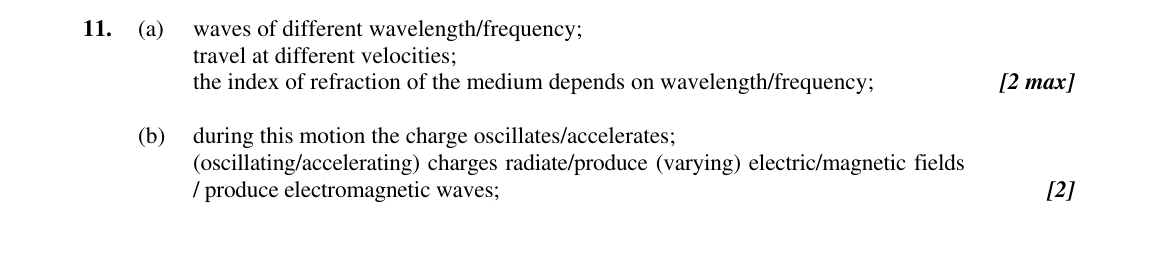 11. (a) waves of different wavelength/frequency;
travel at different velocities;
the index of refraction of the medium depends on wavelength/frequency; [2 max]
(b) during this motion the charge oscillates/accelerates;
(oscillating/accelerating) charges radiate/produce (varying) electric/magnetic fields
/ produce electromagnetic waves; [2]